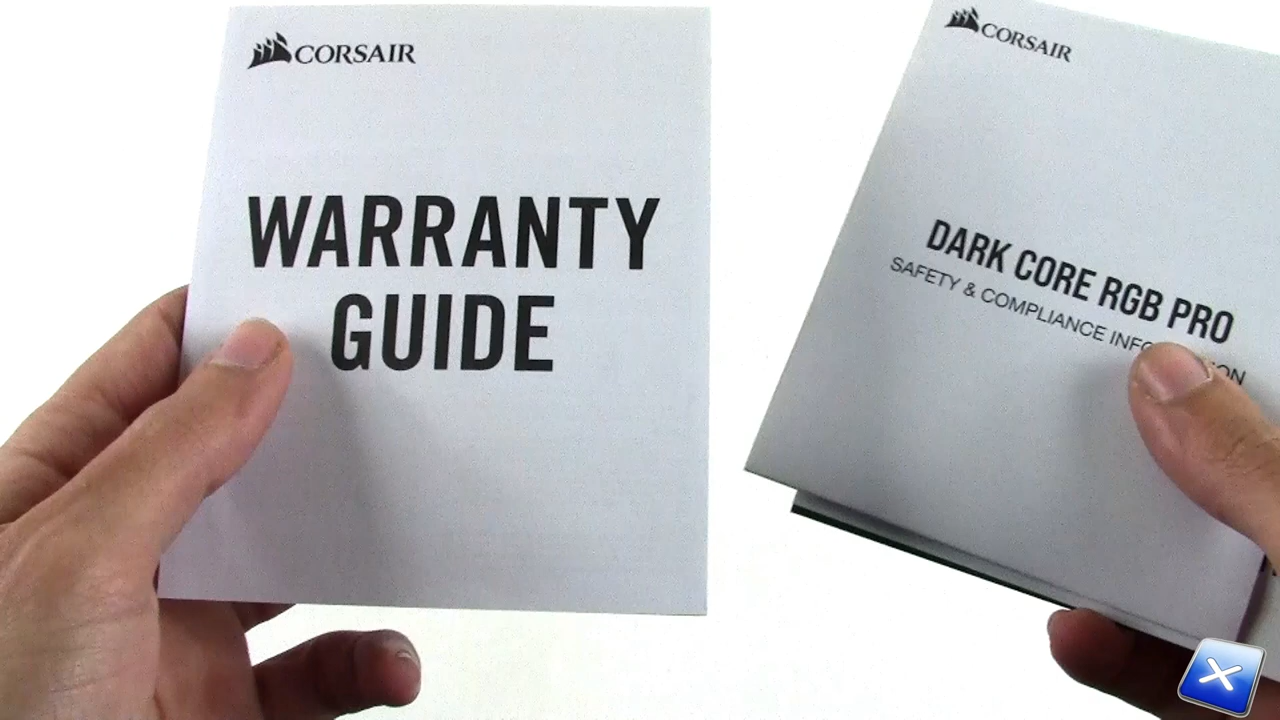 CORSAIR
WARRANTY
GUIDE
CORSAIR
DARK CORE RGB PRO
SAFETY & COMPLIANCE